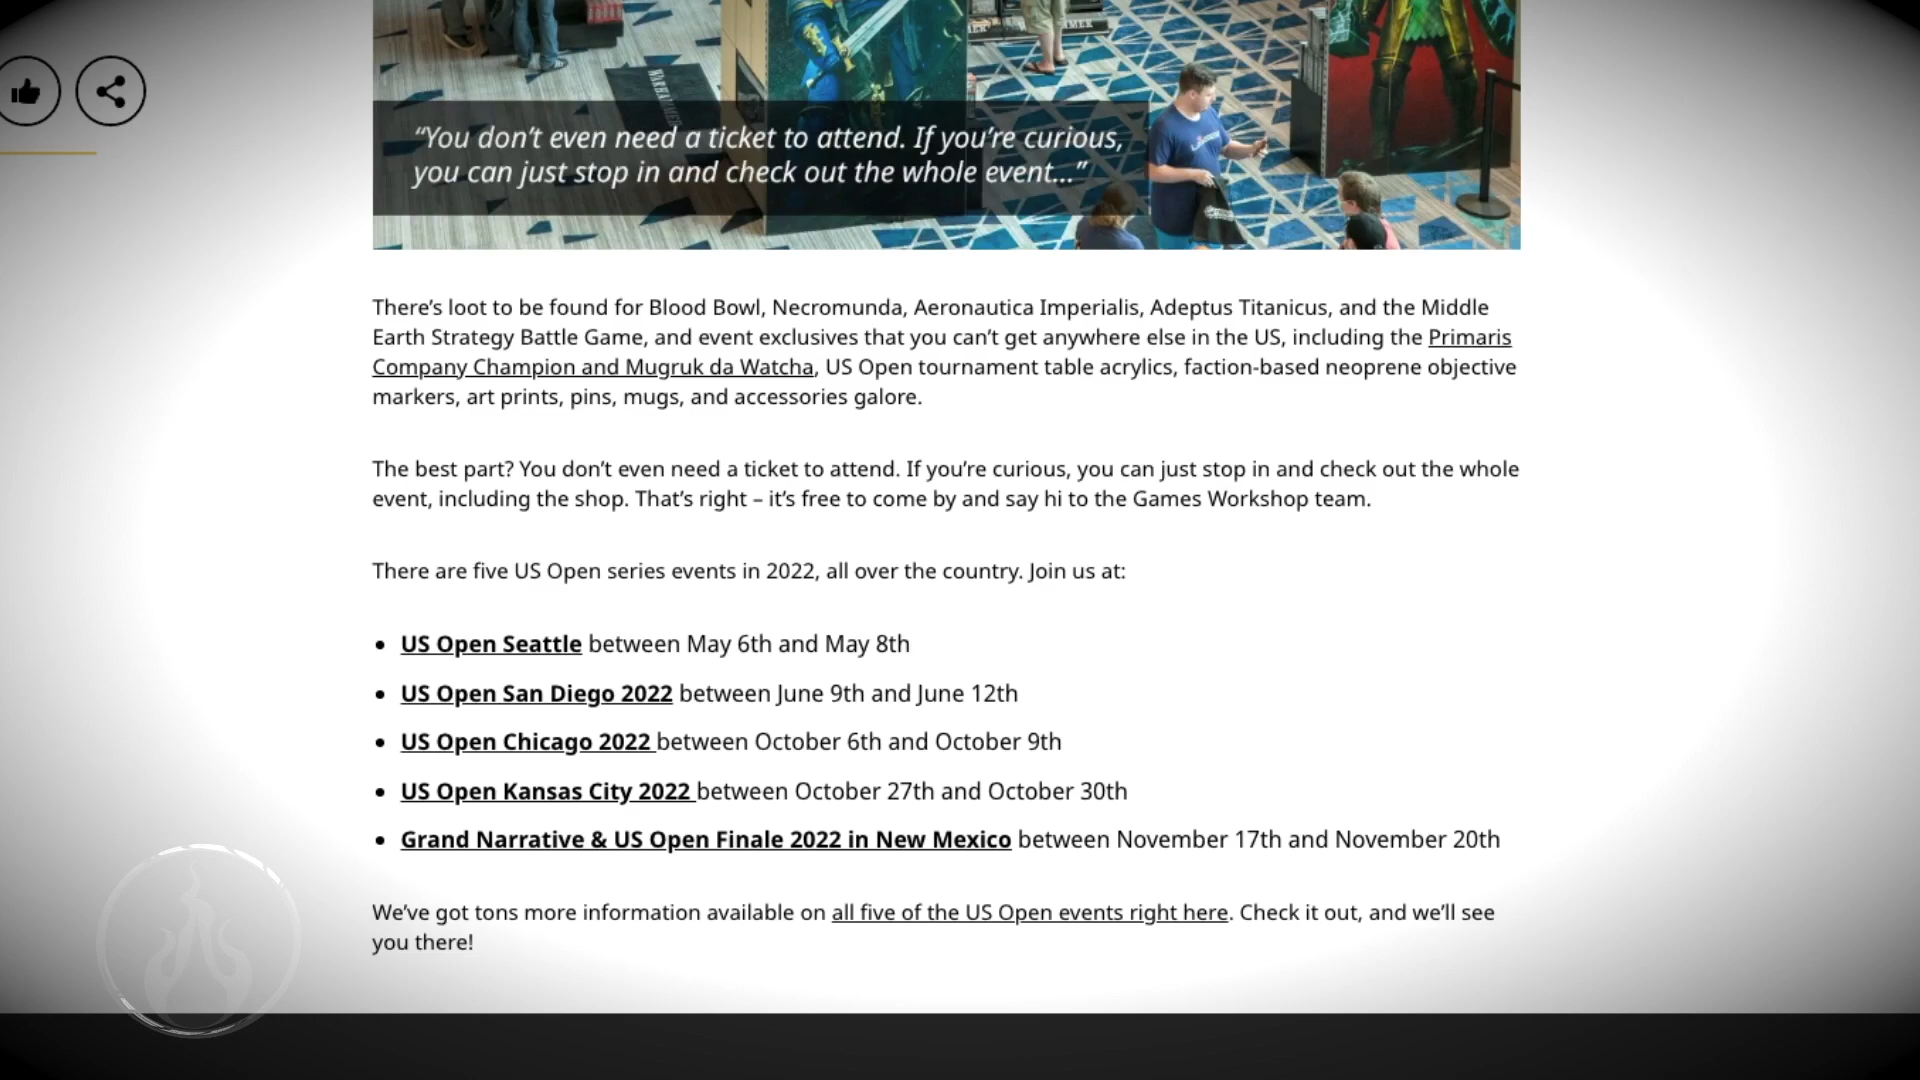 WARHAMMER
“You don’t even need a ticket to attend. If you’re curious,
you can just stop in and check out the whole event...”
There’s loot to be found for Blood Bowl, Necromunda, Aeronautica Imperialis, Adeptus Titanicus, and the Middle
Earth Strategy Battle Game, and event exclusives that you can’t get anywhere else in the US, including the Primaris
Company Champion and Mugruk da Watcha, US Open tournament table acrylics, faction-based neoprene objective
markers, art prints, pins, mugs, and accessories galore.
The best part? You don’t even need a ticket to attend. If you’re curious, you can just stop in and check out the whole
event, including the shop. That’s right – it’s free to come by and say hi to the Games Workshop team.
There are five US Open series events in 2022, all over the country. Join us at:
• US Open Seattle between May 6th and May 8th
• US Open San Diego 2022 between June 9th and June 12th
• US Open Chicago 2022 between October 6th and October 9th
• US Open Kansas City 2022 between October 27th and October 30th
• Grand Narrative & US Open Finale 2022 in New Mexico between November 17th and November 20th
We’ve got tons more information available on all five of the US Open events right here. Check it out, and we’ll see
you there!